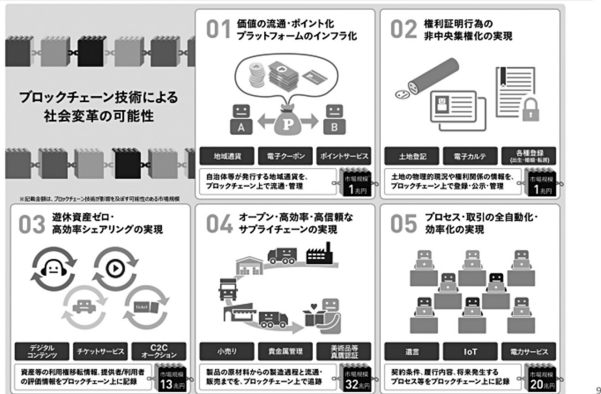 ブロックチェーン技術による
社会変革の可能性
※記載金額は、ブロックチェーン技術が影響を及ぼす可能性のある市場規模
01 価値の流通・ポイント化
プラットフォームのインフラ化
A
P
B
地域通貨
電子クーポン
ポイントサービス
自治体等が発行する地域通貨を、
ブロックチェーン上で流通・管理
市場規模
1兆円
02 権利証明行為の
非中央集権化の実現
土地登記
電子カルテ
各種登録
(出生・婚姻・転居)
土地の物理的現況や権利関係の情報を、
ブロックチェーン上で登録・公示・管理
市場規模
1兆円
03 遊休資産ゼロ・
高効率シェアリングの実現
デジタル
コンテンツ
チケットサービス
C2C
オークション
資産等の利用権移転情報、提供者/利用者
の評価情報をブロックチェーン上に記録
市場規模
13兆円
04 オープン・高効率・高信頼な
サプライチェーンの実現
小売り
貴金属管理
美術品等
真贋認証
製品の原材料からの製造過程と流通・
販売までを、ブロックチェーン上で追跡
市場規模
32兆円
05 プロセス・取引の全自動化・
効率化の実現
遺言
IoT
電力サービス
契約条件、履行内容、将来発生する
プロセス等をブロックチェーン上に記録
市場規模
20兆円
9